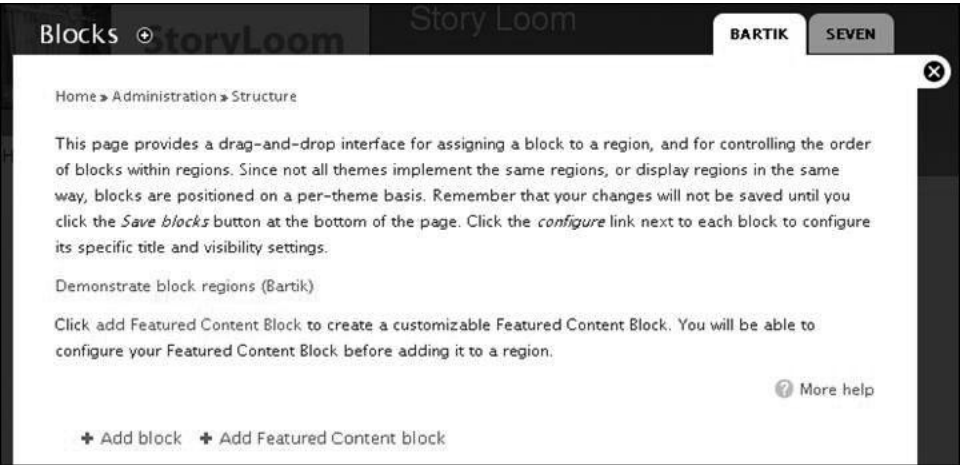 Story Loom
Blocks
StoryLoom
BARTIK SEVEN
Home » Administration » Structure
This page provides a drag-and-drop interface for assigning a block to a region, and for controlling the order
of blocks within regions. Since not all themes implement the same regions, or display regions in the same
way, blocks are positioned on a per-theme basis. Remember that your changes will not be saved until you
click the Save blocks button at the bottom of the page. Click the configure link next to each block to configure
its specific title and visibility settings.
Demonstrate block regions (Bartik)
Click add Featured Content Block to create a customizable Featured Content Block. You will be able to
configure your Featured Content Block before adding it to a region.
? More help
+ Add block + Add Featured Content block